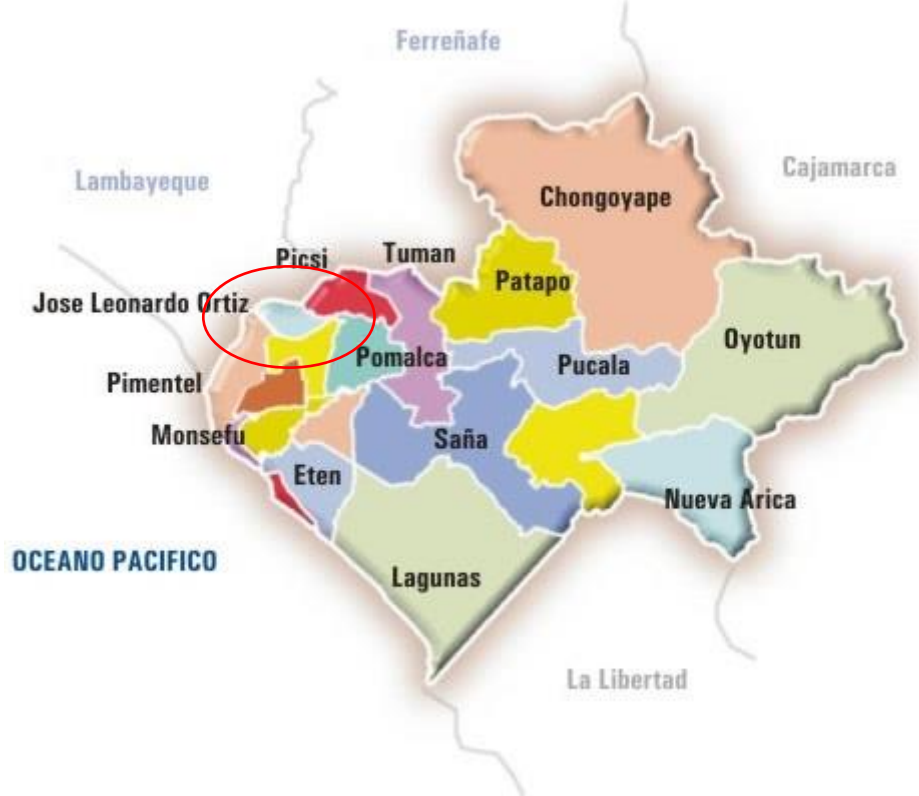 Ferreñafe
Cajamarca
Lambayeque
Chongoyape
Picsi
Tuman
Patapo
Jose Leonardo Ortiz
Oyotun
Pomalca
Pucala
Pimentel
Monsefu
Saña
Eten
Nueva Arica
OCEANO PACIFICO
Lagunas
La Libertad